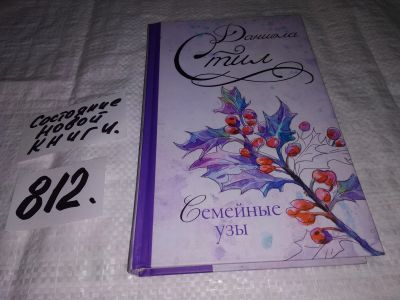 Даниэла
Стил
Состояние
новой
книги.
812.
Семейные
узы